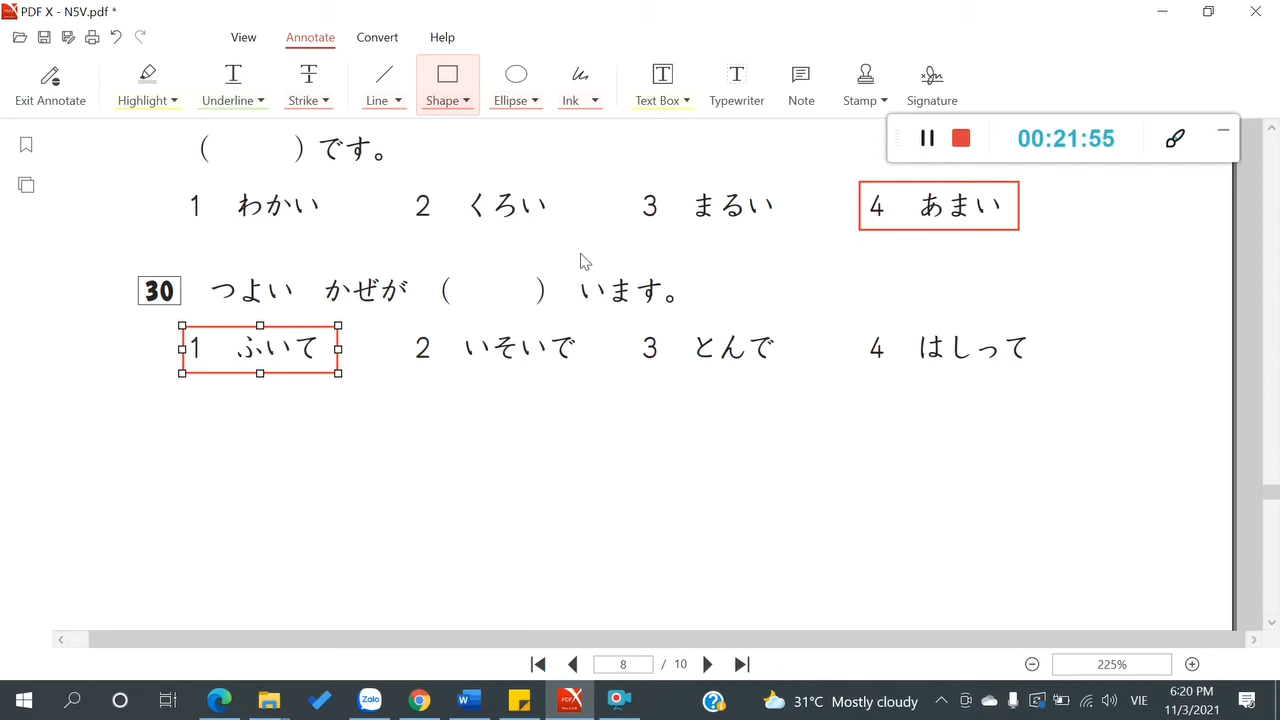 PDF X - N5V.pdf *
View Annotate Convert Help
Exit Annotate Highlight Underline Strike Line Shape Ellipse Ink Text Box Typewriter Note Stamp Signature
00:21:55
(　　　) です。
1 わかい 2 くろい 3 まるい 4 あまい
30 つよい かぜが (　　　) います。
1 ふいて 2 いそいで 3 とんで 4 はしって
8 / 10 225%
Zalo 31°C Mostly cloudy VIE 6:20 PM
11/3/2021